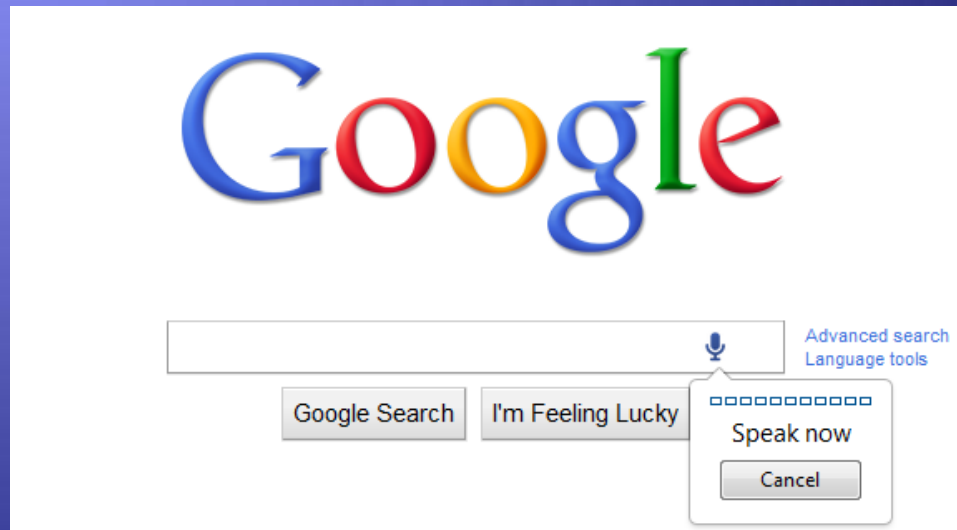 Google
Advanced search
Language tools
Google Search
I'm Feeling Lucky
Speak now
Cancel